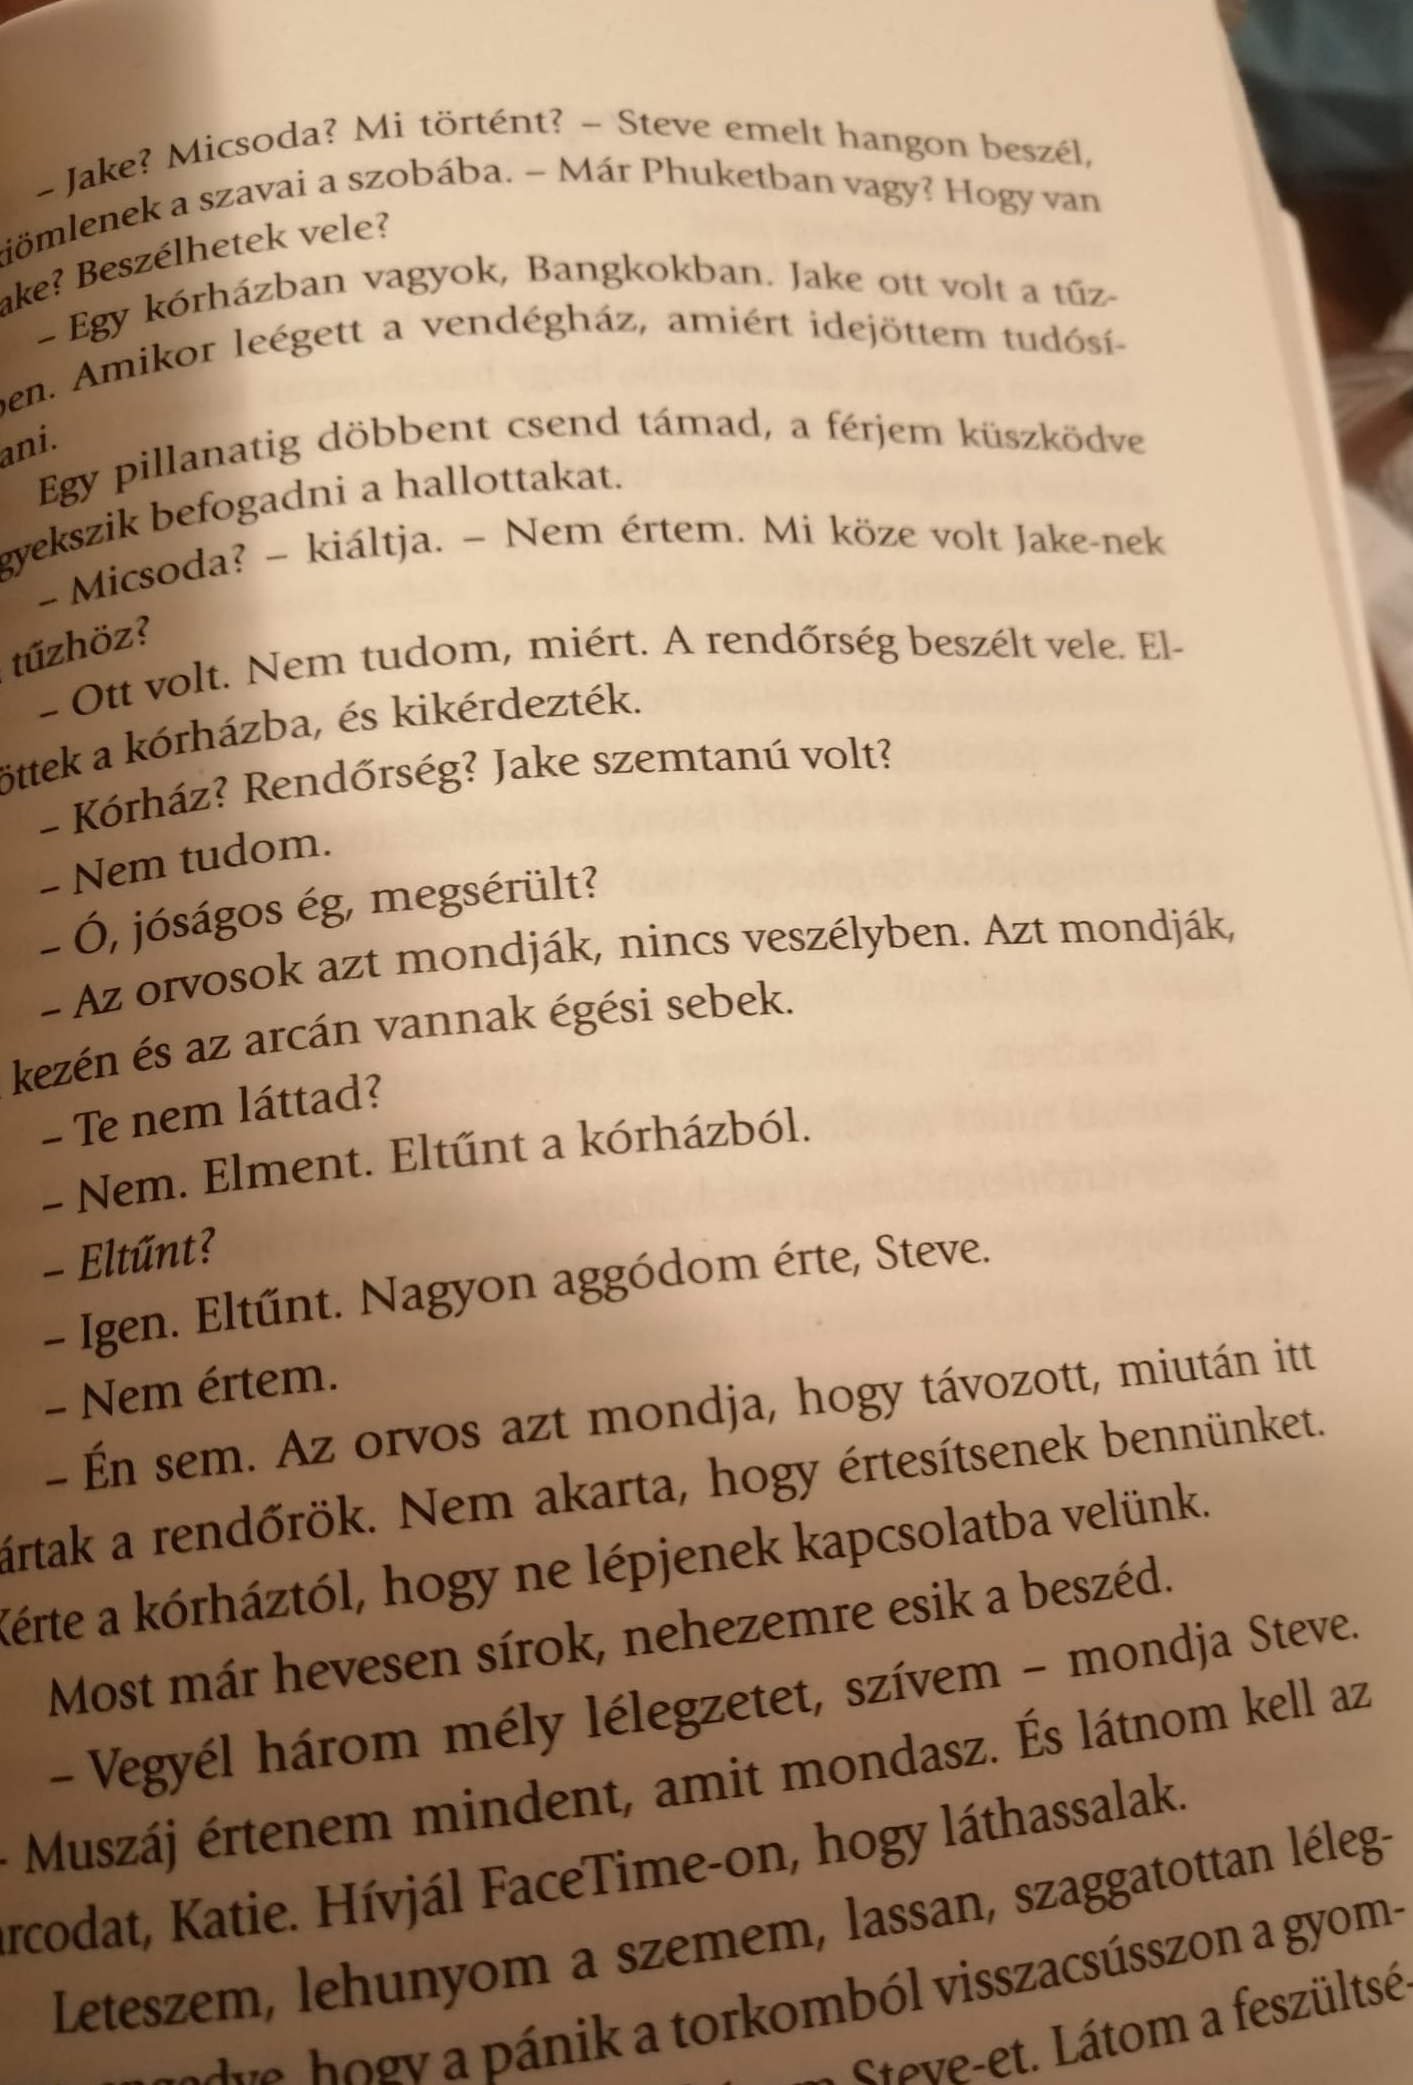 – Jake? Micsoda? Mi történt? – Steve emelt hangon beszél,
kiömlenek a szavai a szobába. – Már Phuketban vagy? Hogy van
ake? Beszélhetek vele?
– Egy kórházban vagyok, Bangkokban. Jake ott volt a tűz-
ben. Amikor leégett a vendégház, amiért idejöttem tudósí-
ani.
Egy pillanatig döbbent csend támad, a férjem küszködve
gyekszik befogadni a hallottakat.
– Micsoda? – kiáltja. – Nem értem. Mi köze volt Jake-nek
tűzhöz?
– Ott volt. Nem tudom, miért. A rendőrség beszélt vele. El-
öttek a kórházba, és kikérdezték.
– Kórház? Rendőrség? Jake szemtanú volt?
– Nem tudom.
– Ó, jóságos ég, megsérült?
– Az orvosok azt mondják, nincs veszélyben. Azt mondják,
kezén és az arcán vannak égési sebek.
– Te nem láttad?
– Nem. Elment. Eltűnt a kórházból.
– Eltűnt?
– Igen. Eltűnt. Nagyon aggódom érte, Steve.
– Nem értem.
– Én sem. Az orvos azt mondja, hogy távozott, miután itt
ártak a rendőrök. Nem akarta, hogy értesítsenek bennünket.
Kérte a kórháztól, hogy ne lépjenek kapcsolatba velünk.
Most már hevesen sírok, nehezemre esik a beszéd.
– Vegyél három mély lélegzetet, szívem – mondja Steve.
– Muszáj értenem mindent, amit mondasz. És látnom kell az
arcodat, Katie. Hívjál FaceTime-on, hogy láthassalak.
Leteszem, lehunyom a szemem, lassan, szaggatottan léleg-
hogy a pánik a torkomból visszacsússzon a gyom-
Steve-et. Látom a feszültsé-